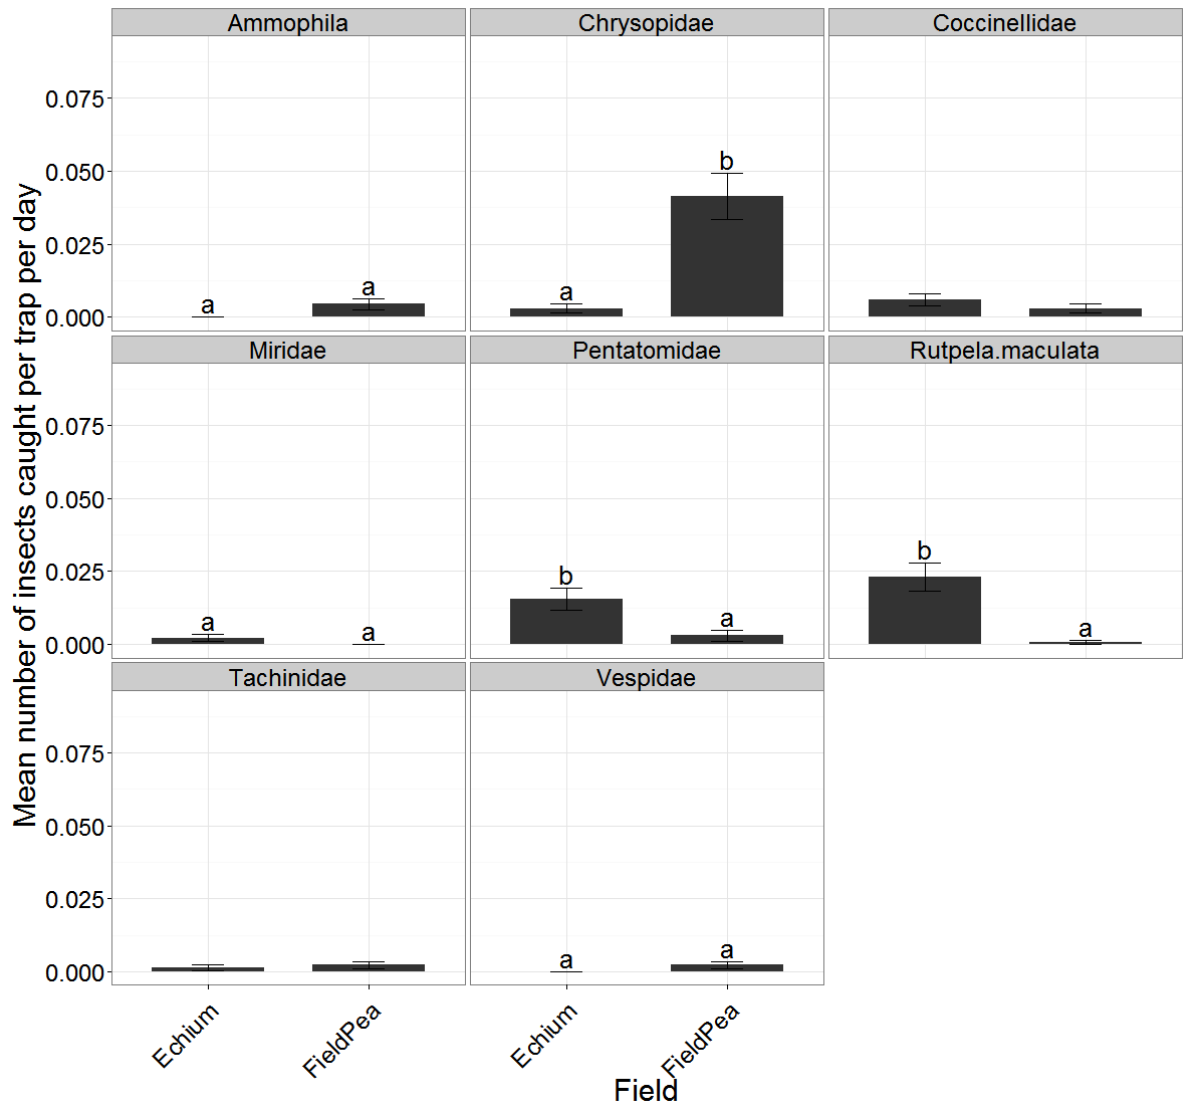 Ammophila Chrysopidae Coccinellidae
0.075
0.050 b
0.025
a a a
0.000
Miridae Pentatomidae Rutpela.maculata
0.075
0.050
0.025 b b
a a a a
0.000
Tachinidae Vespidae
0.075
0.050
0.025
a a
0.000
Echium FieldPea Echium FieldPea
Field
Mean number of insects caught per trap per day